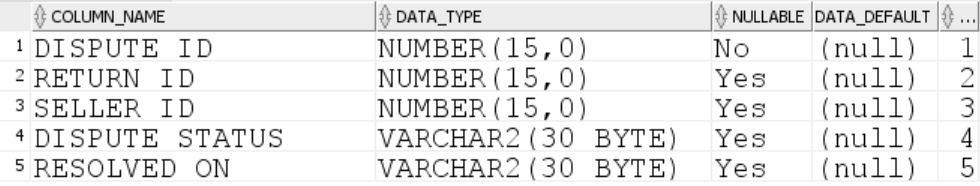 COLUMN_NAME DATA_TYPE NULLABLE DATA_DEFAULT ...
1 DISPUTE ID NUMBER(15,0) No (null) 1
2 RETURN ID NUMBER(15,0) Yes (null) 2
3 SELLER ID NUMBER(15,0) Yes (null) 3
4 DISPUTE STATUS VARCHAR2(30 BYTE) Yes (null) 4
5 RESOLVED ON VARCHAR2(30 BYTE) Yes (null) 5